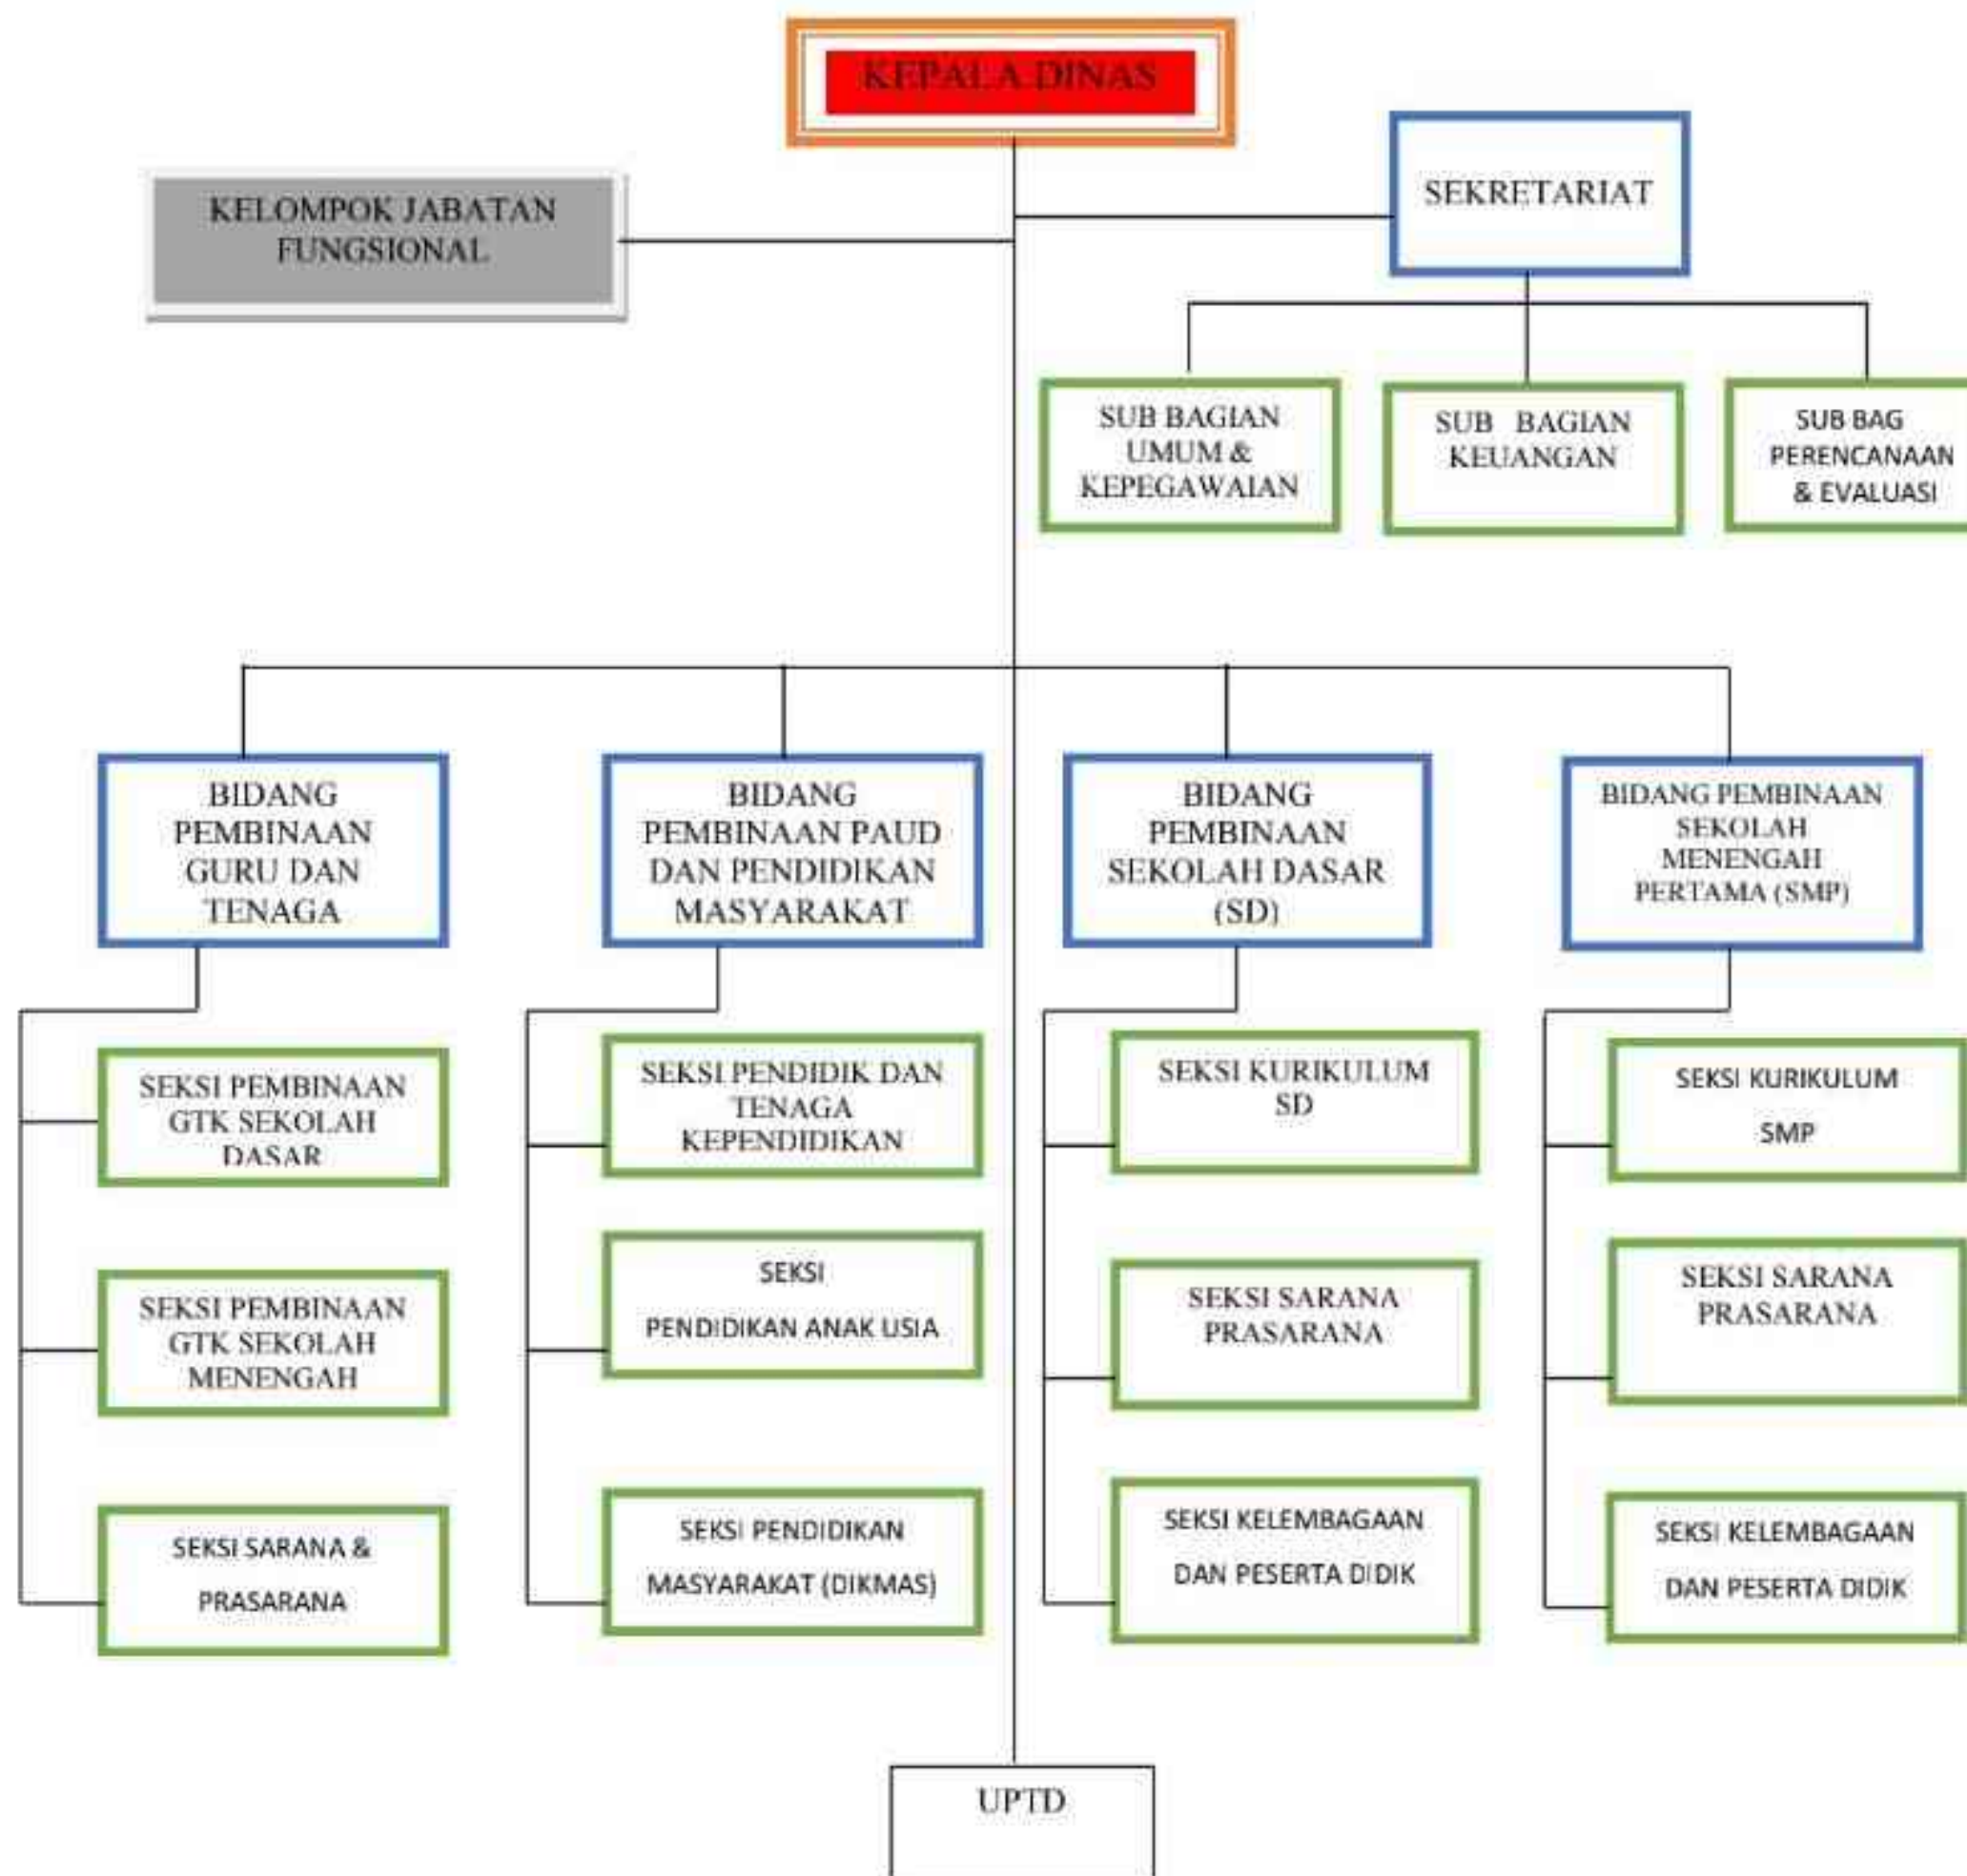 KEPALA DINAS
SEKRETARIAT
KELOMPOK JABATAN
FUNGSIONAL
SUB BAGIAN
UMUM &
KEPEGAWAIAN
SUB BAGIAN
KEUANGAN
SUB BAG
PERENCANAAN
& EVALUASI
BIDANG
PEMBINAAN
GURU DAN
TENAGA
BIDANG
PEMBINAAN PAUD
DAN PENDIDIKAN
MASYARAKAT
BIDANG
PEMBINAAN
SEKOLAH DASAR
(SD)
BIDANG PEMBINAAN
SEKOLAH
MENENGAH
PERTAMA (SMP)
SEKSI PEMBINAAN
GTK SEKOLAH
DASAR
SEKSI PENDIDIK DAN
TENAGA
KEPENDIDIKAN
SEKSI KURIKULUM
SD
SEKSI KURIKULUM
SMP
SEKSI PEMBINAAN
GTK SEKOLAH
MENENGAH
SEKSI
PENDIDIKAN ANAK USIA
SEKSI SARANA
PRASARANA
SEKSI SARANA
PRASARANA
SEKSI SARANA &
PRASARANA
SEKSI PENDIDIKAN
MASYARAKAT (DIKMAS)
SEKSI KELEMBAGAAN
DAN PESERTA DIDIK
SEKSI KELEMBAGAAN
DAN PESERTA DIDIK
UPTD